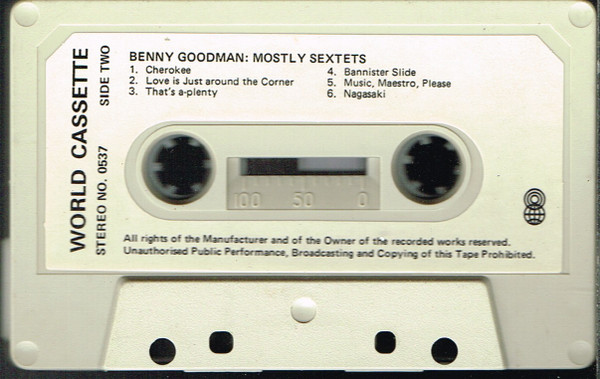 WORLD CASSETTE
STEREO NO. 0537 SIDE TWO
BENNY GOODMAN: MOSTLY SEXTETS
1. Cherokee
2. Love is Just around the Corner
3. That's a-plenty
4. Bannister Slide
5. Music, Maestro, Please
6. Nagasaki
100 50 0
All rights of the Manufacturer and of the Owner of the recorded works reserved.
Unauthorised Public Performance, Broadcasting and Copying of this Tape Prohibited.